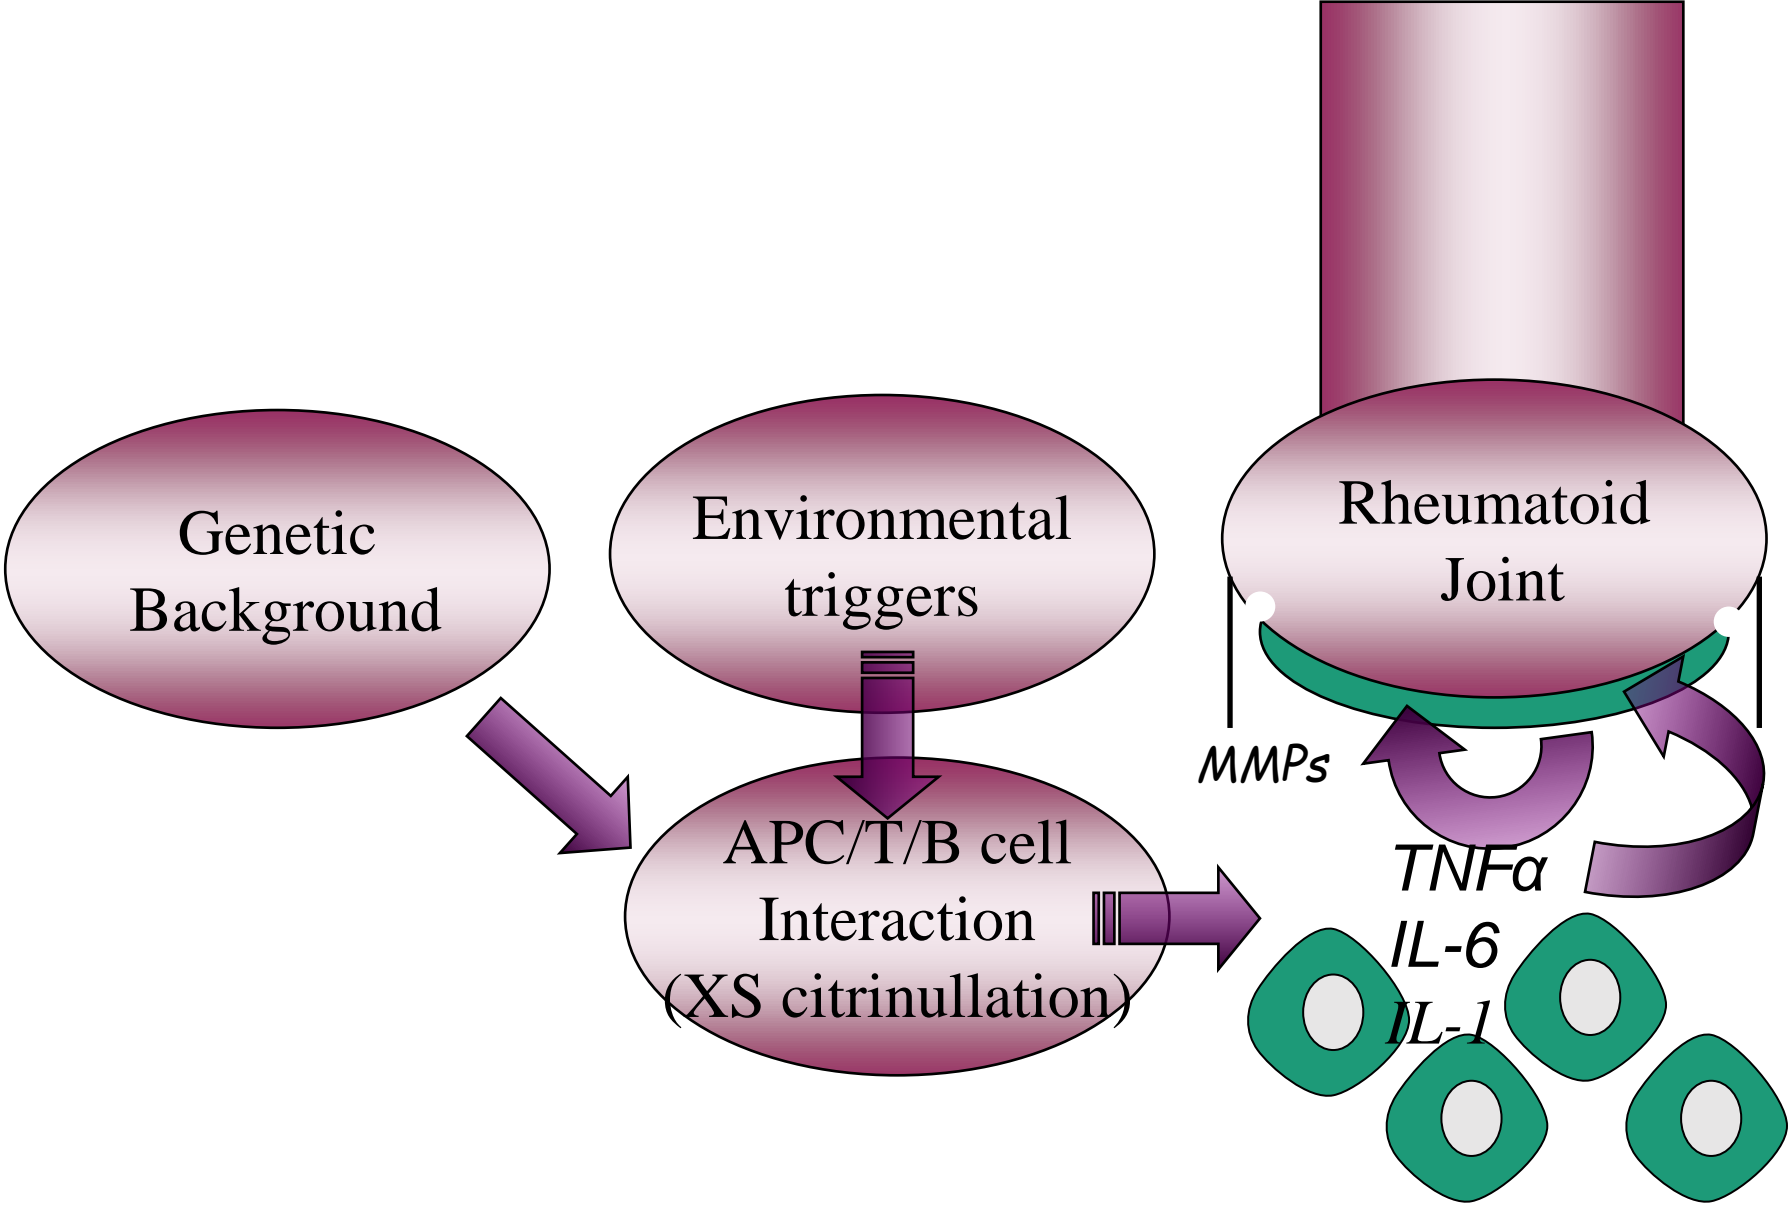 Genetic
Background
Environmental
triggers
Rheumatoid
Joint
MMPs
APC/T/B cell
Interaction
(XS citrinullation)
TNFα
IL-6
IL-1